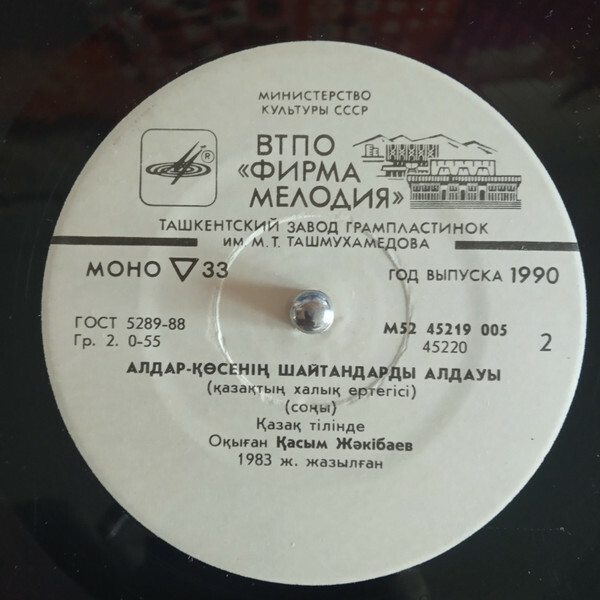 МИНИСТЕРСТВО
КУЛЬТУРЫ СССР
ВТПО
«ФИРМА
МЕЛОДИЯ»
®
ТАШКЕНТСКИЙ ЗАВОД ГРАМПЛАСТИНОК
ИМ М.Т. ТАШМУХАМЕДОВА
МОНО 33
ГОД ВЫПУСКА 1990
ГОСТ 5289-88
Гр. 2. 0-55
М52 45219 005
45220
2
АЛДАР-ҚӨСЕНІҢ ШАЙТАНДАРДЫ АЛДАУЫ
(қазақтың халық ертегісі)
(соңы)
Қазақ тілінде
Оқыған Қасым Жәкібаев
1983 ж. жазылған